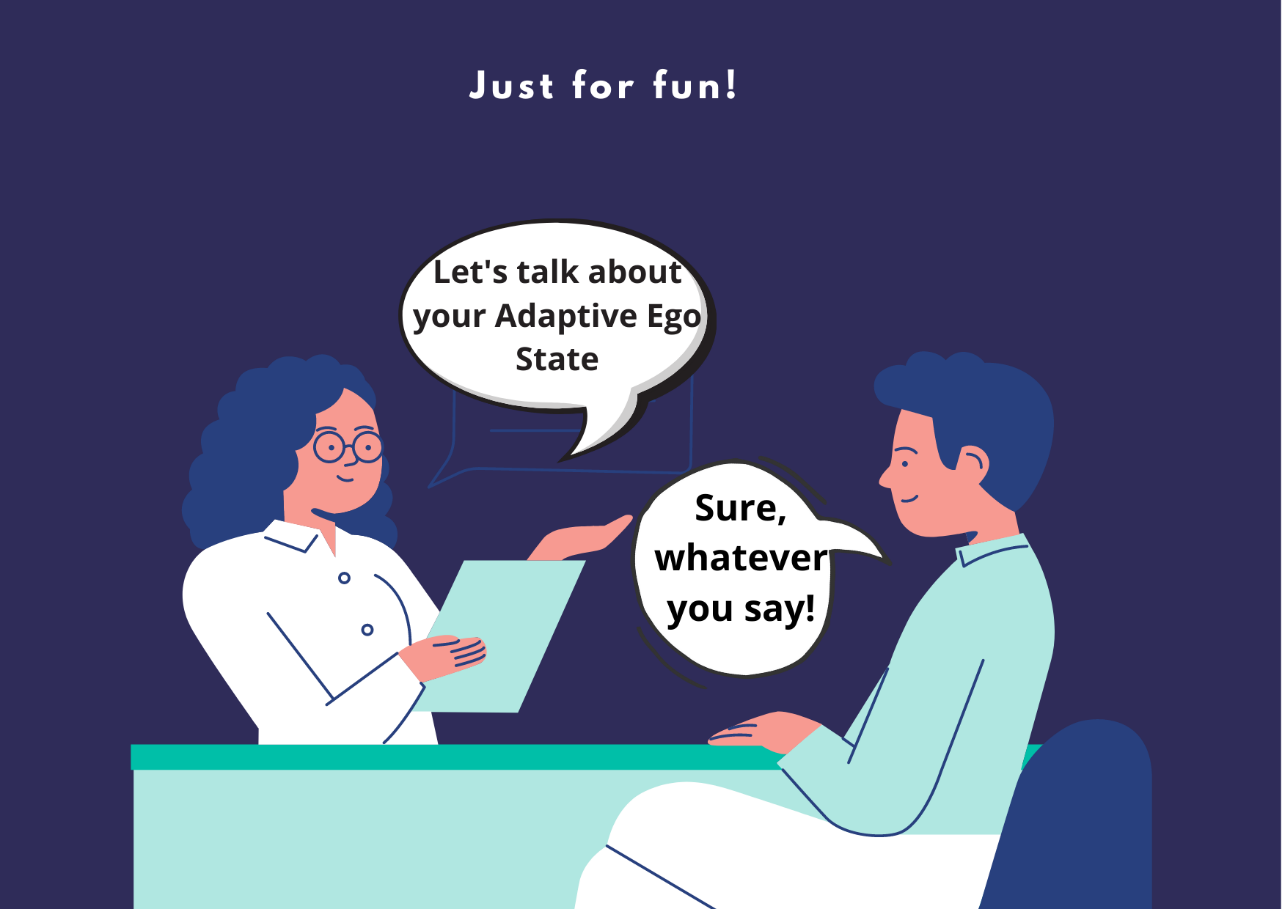 Just for fun!
Let's talk about
your Adaptive Ego
State
Sure,
whatever
you say!